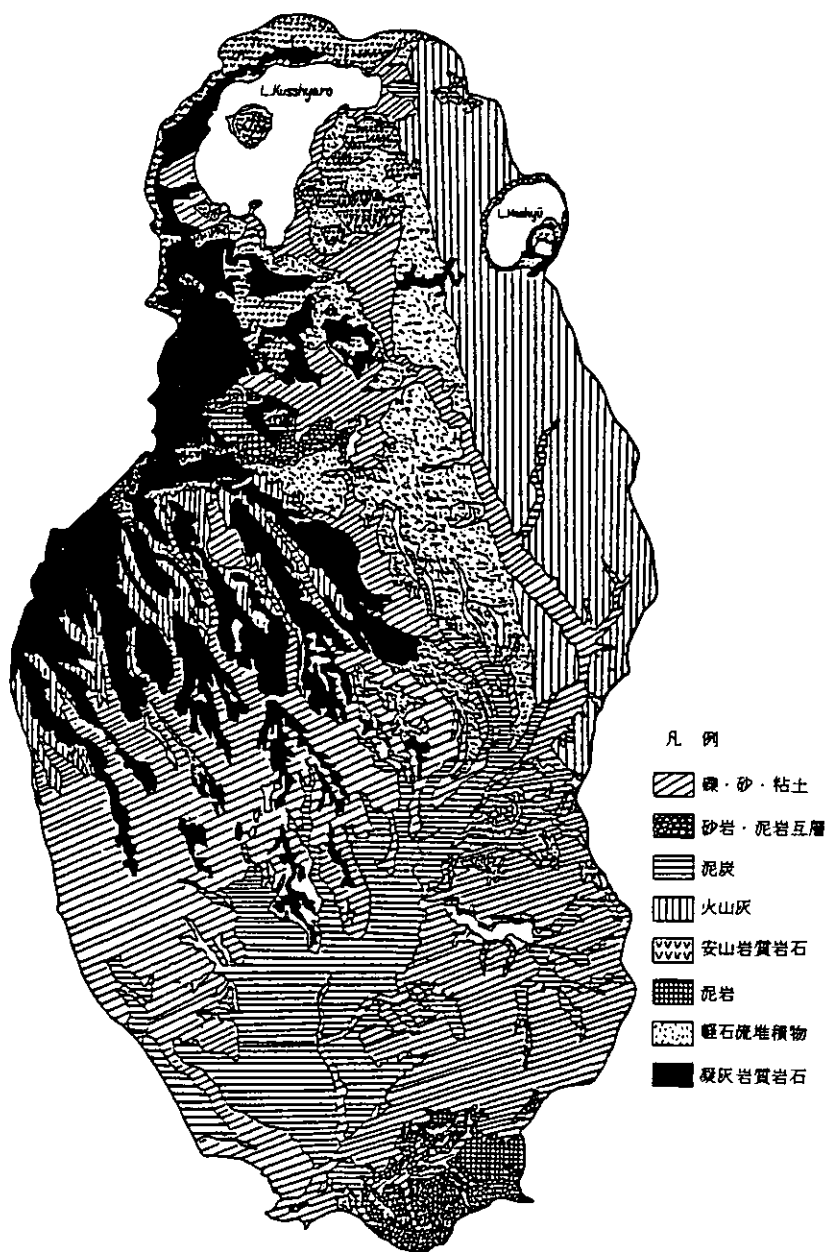 L.Kusshyaro
L.Mashyū
凡 例
礫・砂・粘土
砂岩・泥岩互層
泥炭
火山灰
安山岩質岩石
泥岩
軽石流堆積物
凝灰岩質岩石